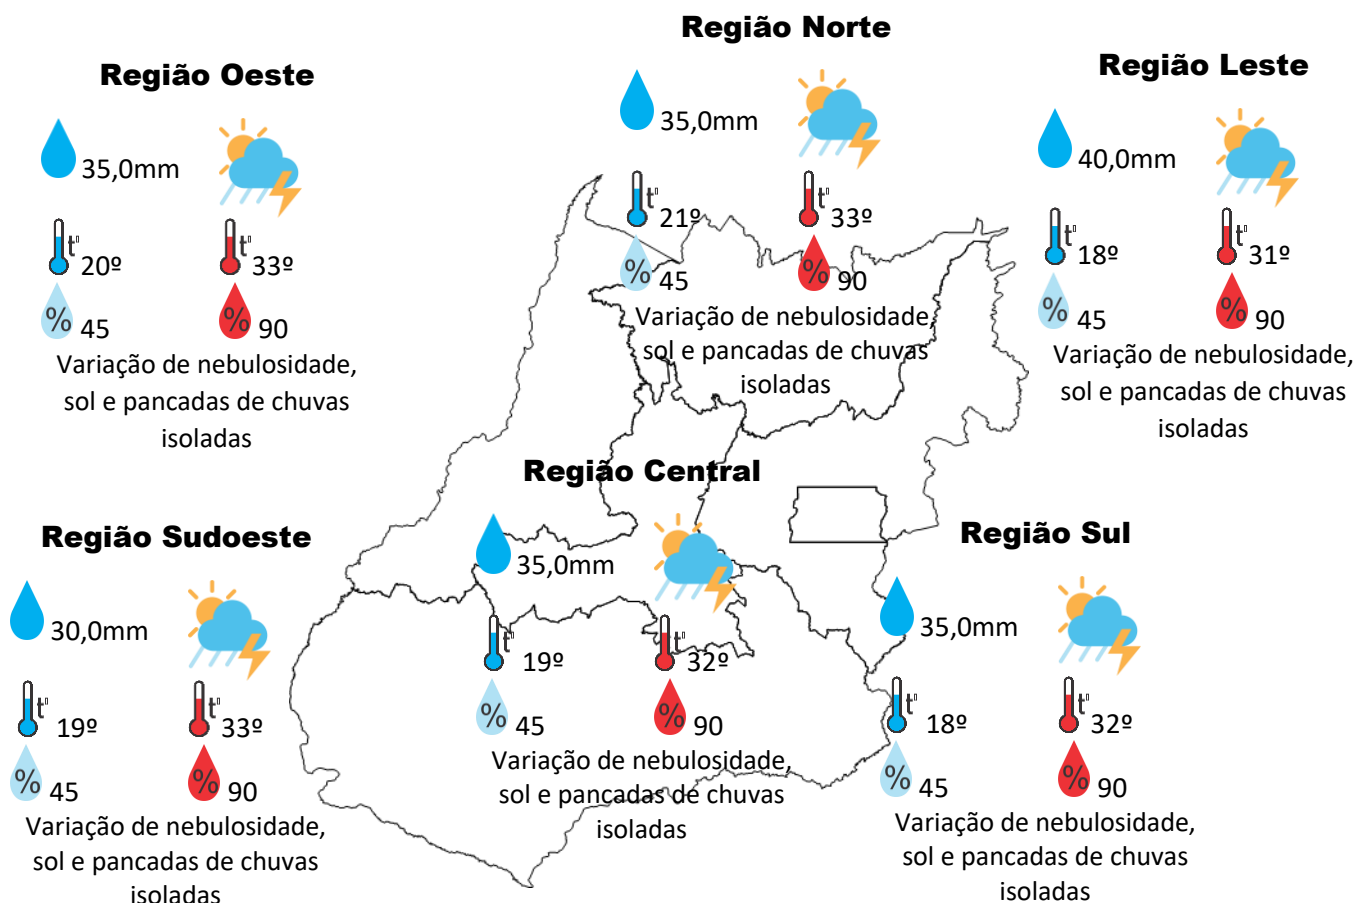 Região Norte
35,0mm
t°
21º
t°
33º
%
45
%
90
Variação de nebulosidade,
sol e pancadas de chuvas
isoladas
Região Oeste
35,0mm
t°
20º
t°
33º
%
45
%
90
Variação de nebulosidade,
sol e pancadas de chuvas
isoladas
Região Leste
40,0mm
t°
18º
t°
31º
%
45
%
90
Variação de nebulosidade,
sol e pancadas de chuvas
isoladas
Região Central
35,0mm
t°
19º
t°
32º
%
45
%
90
Variação de nebulosidade,
sol e pancadas de chuvas
isoladas
Região Sudoeste
30,0mm
t°
19º
t°
33º
%
45
%
90
Variação de nebulosidade,
sol e pancadas de chuvas
isoladas
Região Sul
35,0mm
t°
18º
t°
32º
%
45
%
90
Variação de nebulosidade,
sol e pancadas de chuvas
isoladas